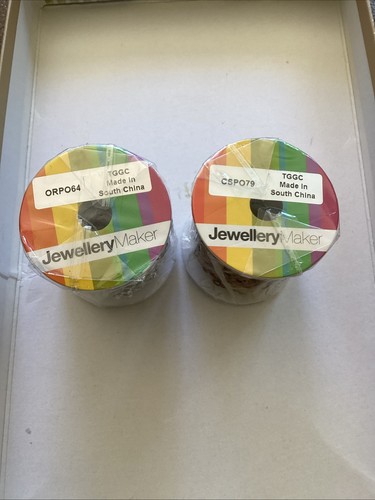 ORPO64
TGGC
Made in
South China
JewelleryMaker
CSPO79
TGGC
Made in
South China
JewelleryMaker